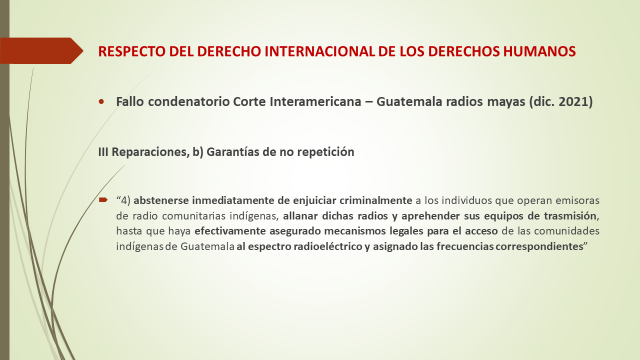 RESPECTO DEL DERECHO INTERNACIONAL DE LOS DERECHOS HUMANOS
• Fallo condenatorio Corte Interamericana – Guatemala radios mayas (dic. 2021)
III Reparaciones, b) Garantías de no repetición
“4) abstenerse inmediatamente de enjuiciar criminalmente a los individuos que operan emisoras
de radio comunitarias indígenas, allanar dichas radios y aprehender sus equipos de trasmisión,
hasta que haya efectivamente asegurado mecanismos legales para el acceso de las comunidades
indígenas de Guatemala al espectro radioeléctrico y asignado las frecuencias correspondientes”